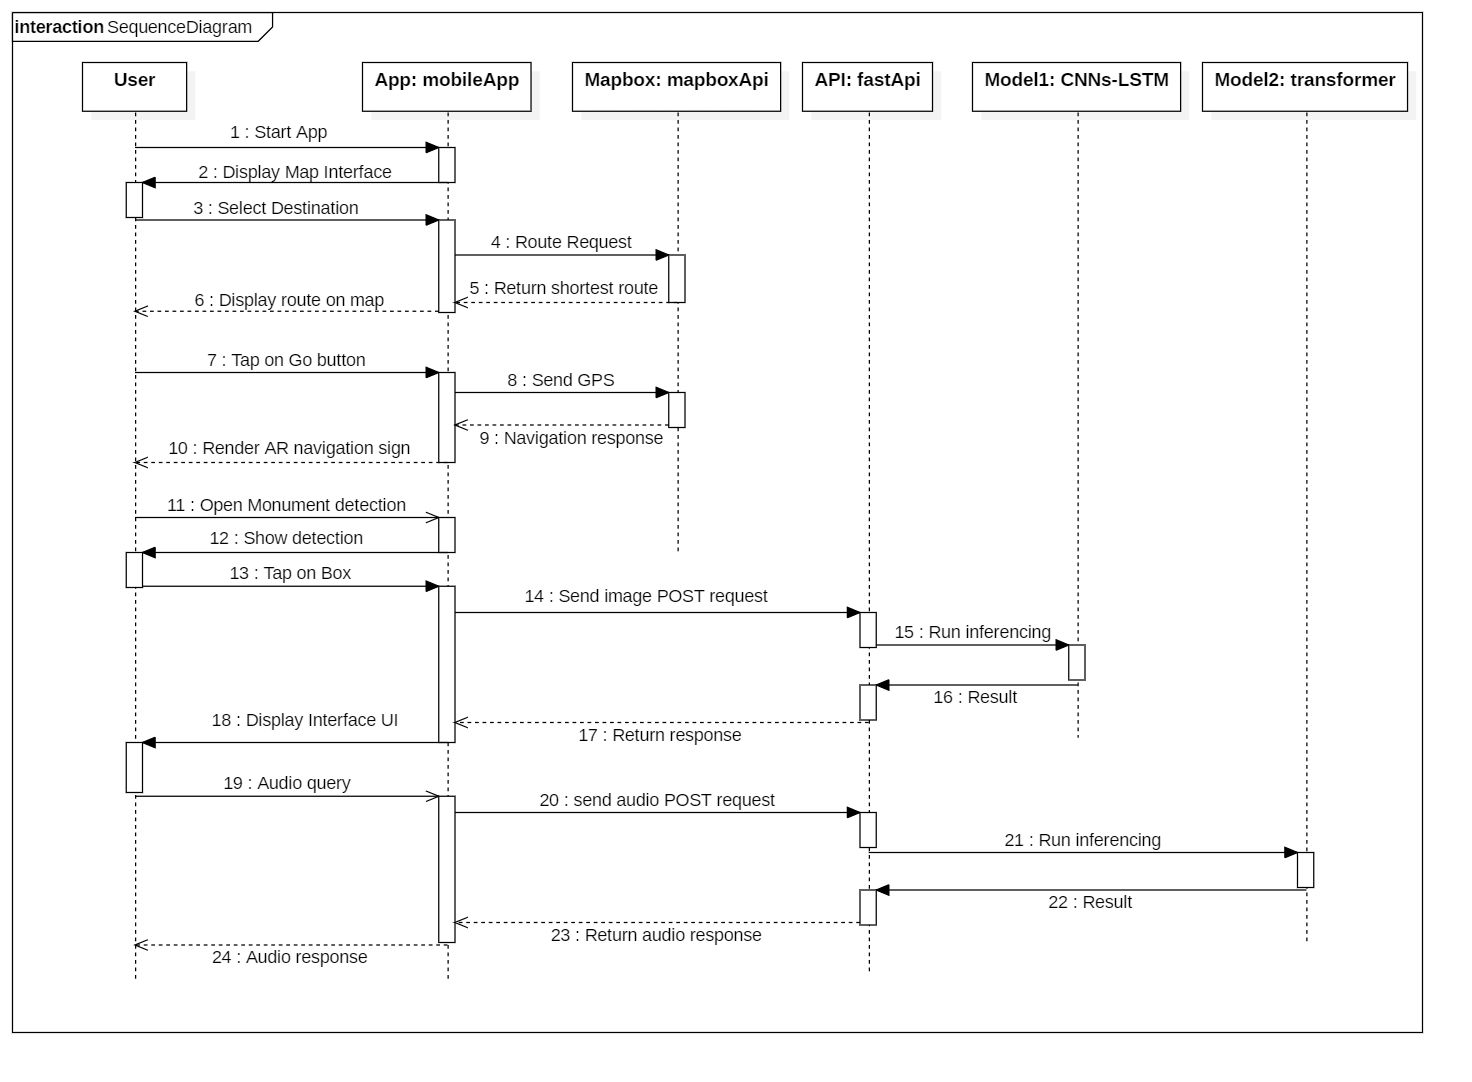 interaction SequenceDiagram
User
App: mobileApp
Mapbox: mapboxApi
API: fastApi
Model1: CNNs-LSTM
Model2: transformer
1 : Start App
2 : Display Map Interface
3 : Select Destination
4 : Route Request
5 : Return shortest route
6 : Display route on map
7 : Tap on Go button
8 : Send GPS
9 : Navigation response
10 : Render AR navigation sign
11 : Open Monument detection
12 : Show detection
13 : Tap on Box
14 : Send image POST request
15 : Run inferencing
16 : Result
17 : Return response
18 : Display Interface UI
19 : Audio query
20 : send audio POST request
21 : Run inferencing
22 : Result
23 : Return audio response
24 : Audio response